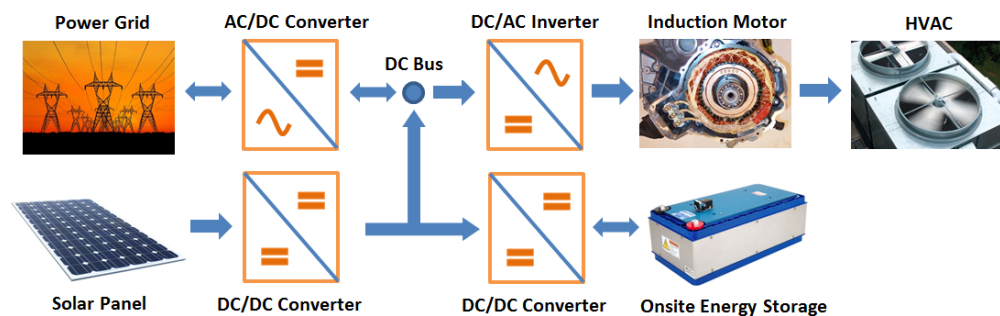 Power Grid
AC/DC Converter
DC/AC Inverter
Induction Motor
HVAC
DC Bus
Solar Panel
DC/DC Converter
DC/DC Converter
Onsite Energy Storage